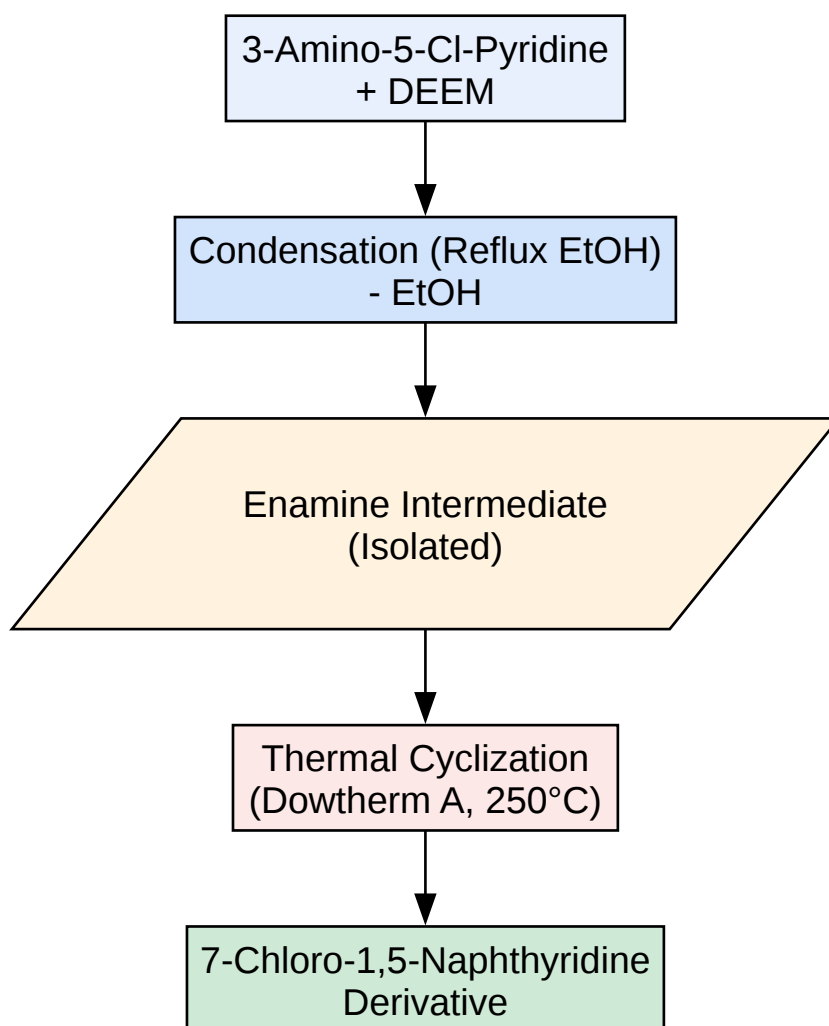 3-Amino-5-Cl-Pyridine
+ DEEM
Condensation (Reflux EtOH)
- EtOH
Enamine Intermediate
(Isolated)
Thermal Cyclization
(Dowtherm A, 250°C)
7-Chloro-1,5-Naphthyridine
Derivative